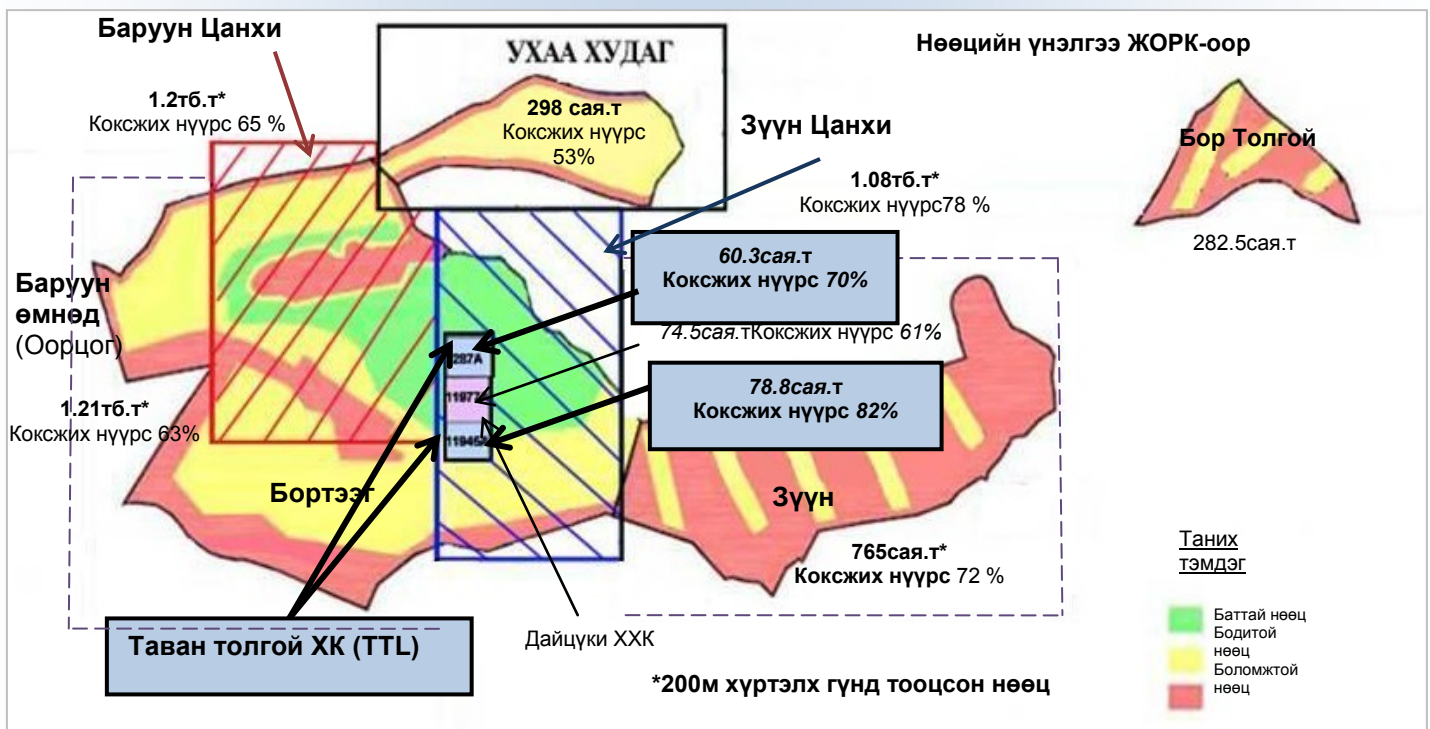 Баруун Цанхи
УХАА ХУДАГ
Нөөцийн үнэлгээ ЖОРК-оор
1.2тб.т*
Коксжих нүүрс 65 %
298 сая.т
Коксжих нүүрс
53%
Зүүн Цанхи
1.08тб.т*
Коксжих нүүрс78 %
Бор Толгой
282.5сая.т
60.3сая.т
Коксжих нүүрс 70%
74.5сая.тКоксжих нүүрс 61%
78.8сая.т
Коксжих нүүрс 82%
Баруун
өмнөд
(Оорцог)
1.21тб.т*
Коксжих нүүрс 63%
287A
11977
11945
Бортээг
Зүүн
765сая.т*
Коксжих нүүрс 72 %
Таван толгой ХК (TTL)
Дайцүки ХХК
*200м хүртэлх гүнд тооцсон нөөц
Таних
тэмдэг
Баттай нөөц
Бодитой
нөөц
Боломжтой
нөөц